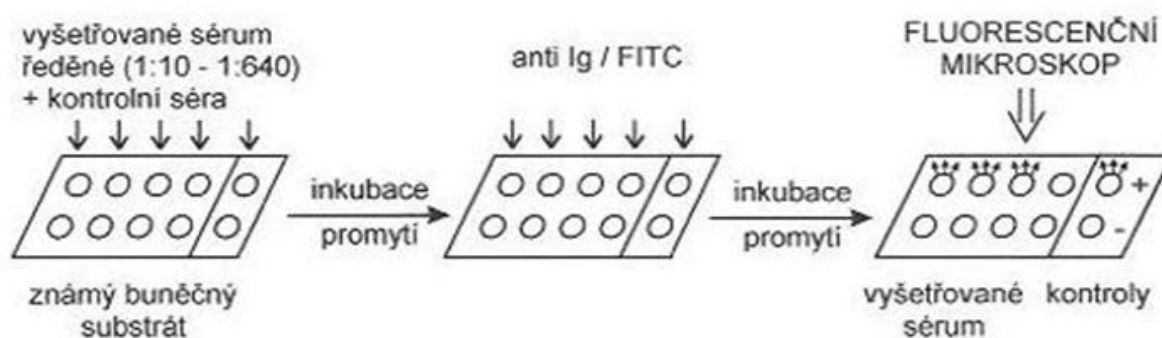 vyšetřované sérum
ředěné (1:10 - 1:640)
+ kontrolní séra
známý buněčný
substrát
inkubace
promytí
anti Ig / FITC
inkubace
promytí
FLUORESCENČNÍ
MIKROSKOP
+
-
vyšetřované
sérum
kontroly